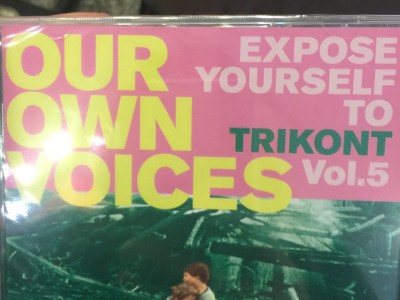 OUR
OWN
VOICES
EXPOSE
YOURSELF
TO
TRIKONT
Vol.5